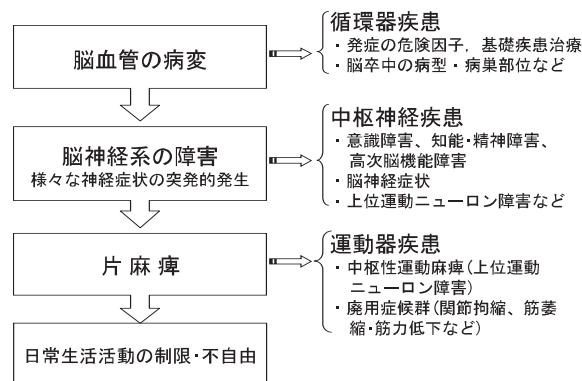 脳血管の病変
循環器疾患
・発症の危険因子, 基礎疾患治療
・脳卒中の病型・病巣部位など
脳神経系の障害
様々な神経症状の突発的発生
中枢神経疾患
・意識障害、知能・精神障害、
高次脳機能障害
・脳神経症状
・上位運動ニューロン障害など
片麻痺
運動器疾患
・中枢性運動麻痺(上位運動
ニューロン障害)
・廃用症候群(関節拘縮、筋萎
縮・筋力低下など)
日常生活活動の制限・不自由